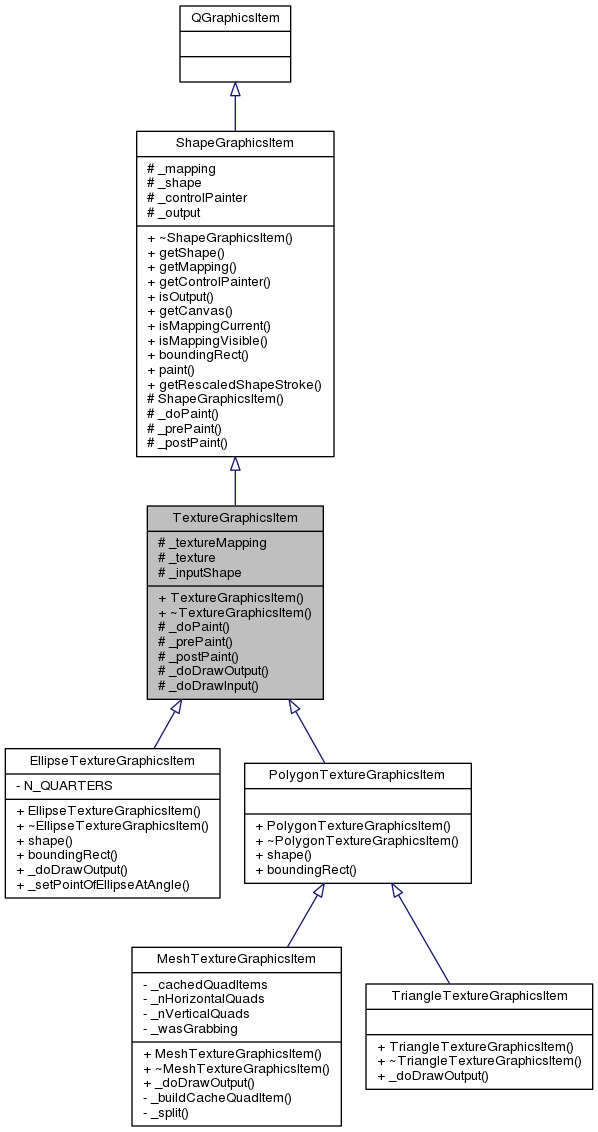 QGraphicsItem
ShapeGraphicsItem
# _mapping
# _shape
# _controlPainter
# _output
+ ~ShapeGraphicsItem()
+ getShape()
+ getMapping()
+ getControlPainter()
+ isOutput()
+ getCanvas()
+ isMappingCurrent()
+ isMappingVisible()
+ boundingRect()
+ paint()
+ getRescaledShapeStroke()
# ShapeGraphicsItem()
# _doPaint()
# _prePaint()
# _postPaint()
TextureGraphicsItem
# _textureMapping
# _texture
# _inputShape
+ TextureGraphicsItem()
+ ~TextureGraphicsItem()
# _doPaint()
# _prePaint()
# _postPaint()
# _doDrawOutput()
# _doDrawInput()
EllipseTextureGraphicsItem
- N_QUARTERS
+ EllipseTextureGraphicsItem()
+ ~EllipseTextureGraphicsItem()
+ shape()
+ boundingRect()
+ _doDrawOutput()
+ _setPointOfEllipseAtAngle()
PolygonTextureGraphicsItem
+ PolygonTextureGraphicsItem()
+ ~PolygonTextureGraphicsItem()
+ shape()
+ boundingRect()
MeshTextureGraphicsItem
- _cachedQuadItems
- _nHorizontalQuads
- _nVerticalQuads
- _wasGrabbing
+ MeshTextureGraphicsItem()
+ ~MeshTextureGraphicsItem()
+ _doDrawOutput()
- _buildCacheQuadItem()
- _split()
TriangleTextureGraphicsItem
+ TriangleTextureGraphicsItem()
+ ~TriangleTextureGraphicsItem()
+ _doDrawOutput()